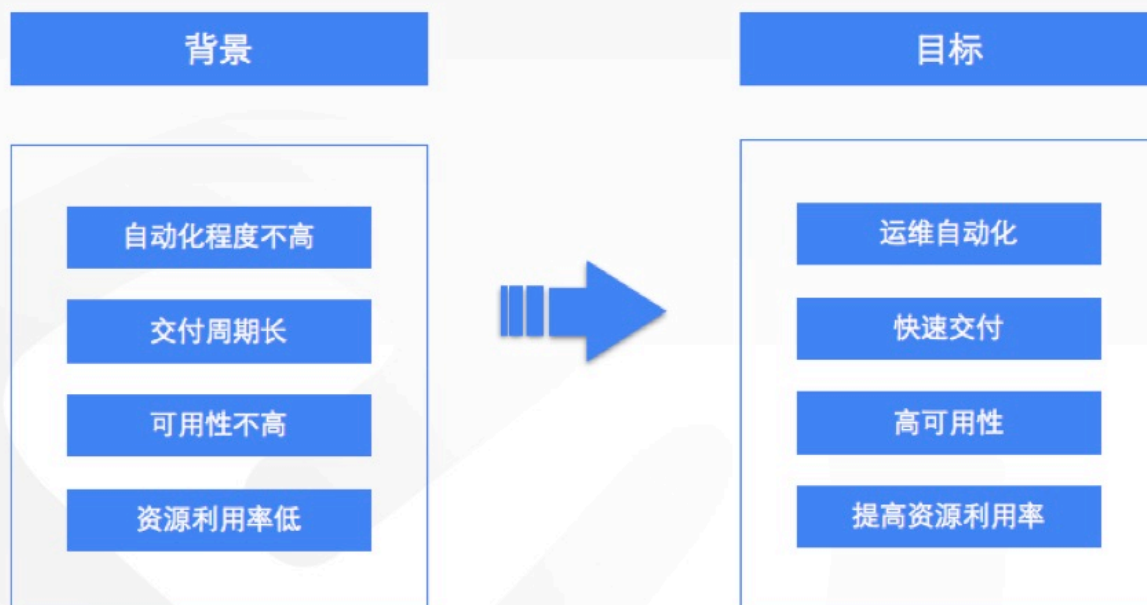 背景
自动化程度不高
交付周期长
可用性不高
资源利用率低
目标
运维自动化
快速交付
高可用性
提高资源利用率